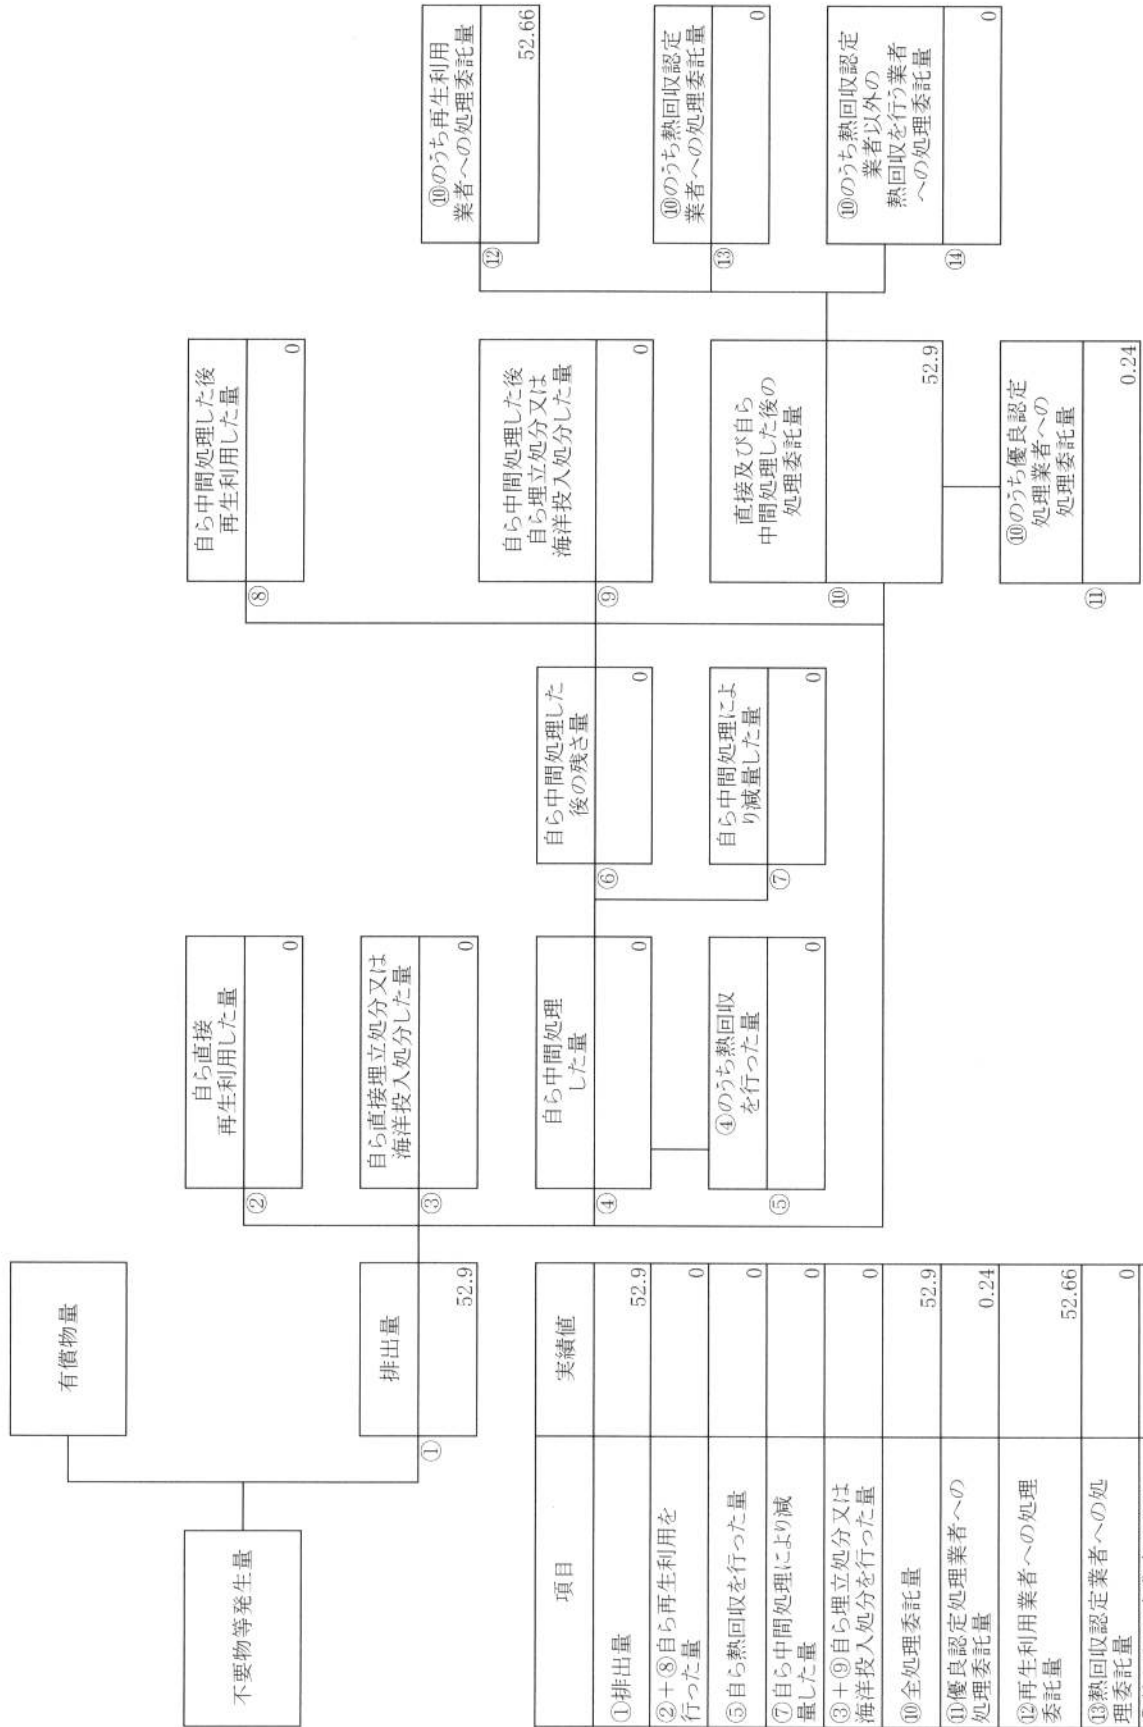 不要物等発生量
有償物量
①
排出量
52.9
②
自ら直接
再生利用した量
0
③
自ら直接埋立処分又は
海洋投入処分した量
0
④
自ら中間処理
した量
0
⑤
④のうち熱回収
を行った量
0
⑥
自ら中間処理した
後の残さ量
0
⑦
自ら中間処理によ
り減量した量
0
⑧
自ら中間処理した後
再生利用した量
0
⑨
自ら中間処理した後
自ら埋立処分又は
海洋投入処分した量
0
⑩
直接及び自ら
中間処理した後の
処理委託量
52.9
⑪
⑩のうち優良認定
処理業者への
処理委託量
0.24
⑫
⑩のうち再生利用
業者への処理委託量
52.66
⑬
⑩のうち熱回収認定
業者への処理委託量
0
⑭
⑩のうち熱回収認定
業者以外の
熱回収を行う業者
への処理委託量
0
項目
実績値
①排出量
52.9
②+⑧自ら再生利用を
行った量
0
⑤自ら熱回収を行った量
0
⑦自ら中間処理により減
量した量
0
③+⑨自ら埋立処分又は
海洋投入処分を行った量
0
⑩全処理委託量
52.9
⑪優良認定処理業者への
処理委託量
0.24
⑫再生利用業者への処理
委託量
52.66
⑬熱回収認定業者への処
理委託量
0